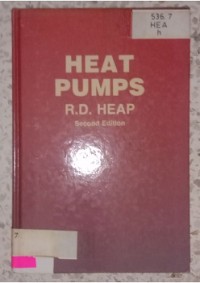 536.7
HEA
h
HEAT
PUMPS
R.D. HEAP
Second Edition